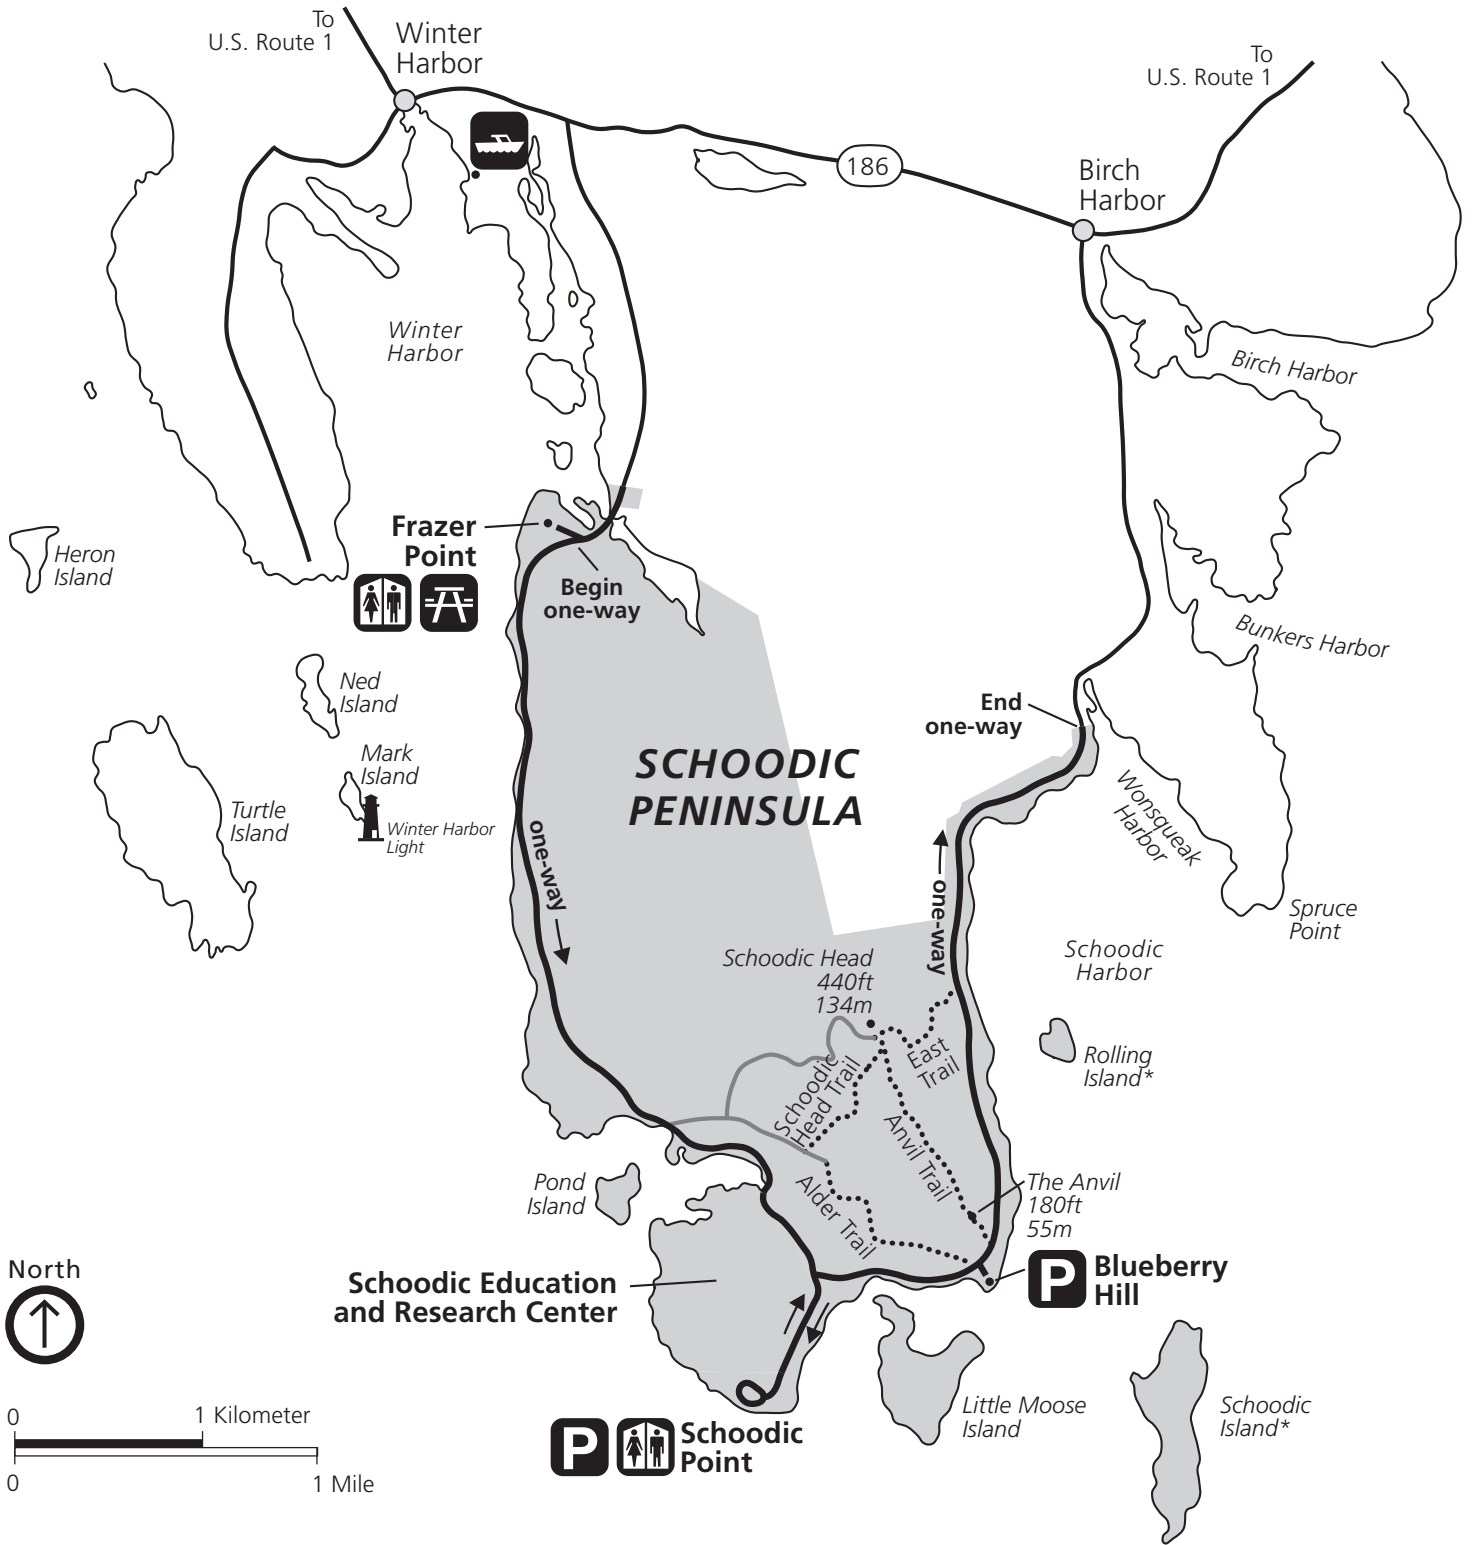 To
U.S. Route 1
Winter
Harbor
To
U.S. Route 1
186
Birch
Harbor
Winter
Harbor
Birch Harbor
Frazer
Point
Heron
Island
Begin
one-way
Bunkers Harbor
Ned
Island
End
one-way
Mark
Island
SCHOODIC
PENINSULA
Turtle
Island
Winter Harbor
Light
Wonsqueak
Harbor
one-way
one-way
Spruce
Point
Schoodic
Harbor
Schoodic Head
440ft
134m
Rolling
Island*
East
Trail
Schoodic
Head Trail
Anvil Trail
Alder Trail
Pond
Island
The Anvil
180ft
55m
North
Schoodic Education
and Research Center
P
Blueberry
Hill
Little Moose
Island
Schoodic
Island*
P
Schoodic
Point
0
1 Kilometer
0
1 Mile